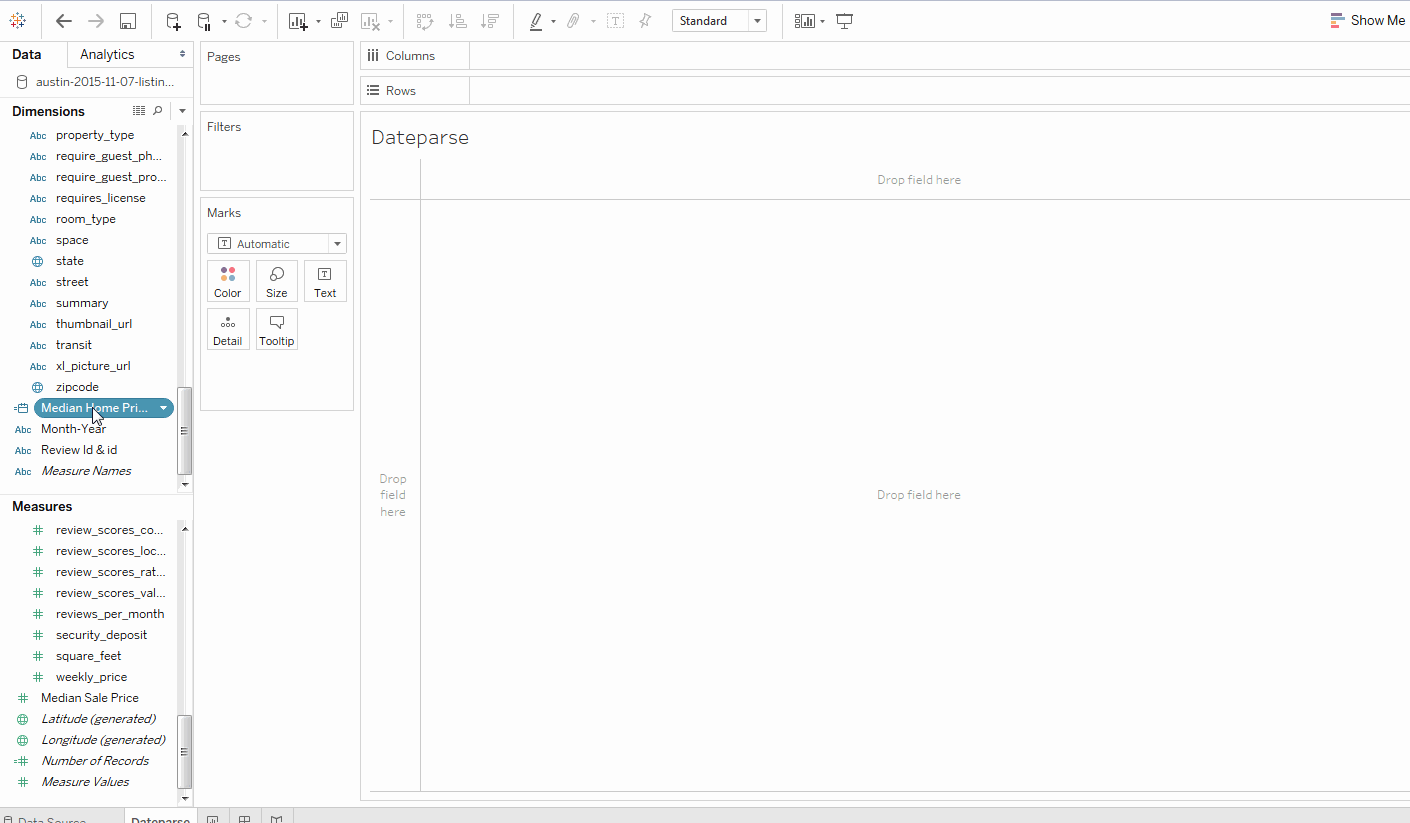 Standard
Show Me
Data
Analytics
austin-2015-11-07-listin...
Dimensions
Abc property_type
Abc require_guest_ph...
Abc require_guest_pro...
Abc requires_license
Abc room_type
Abc space
state
Abc street
Abc summary
Abc thumbnail_url
Abc transit
Abc xl_picture_url
zipcode
Median Home Pri...
Abc Month-Year
Abc Review Id & id
Abc Measure Names
Measures
review_scores_co...
review_scores_loc...
review_scores_rat...
review_scores_val...
reviews_per_month
security_deposit
square_feet
weekly_price
Median Sale Price
Latitude (generated)
Longitude (generated)
Number of Records
Measure Values
Pages
Filters
Marks
T Automatic
Color
Size
T
Text
Detail
Tooltip
Columns
Rows
Dateparse
Drop field here
Drop
field
here
Drop field here
Data Source
Dateparse